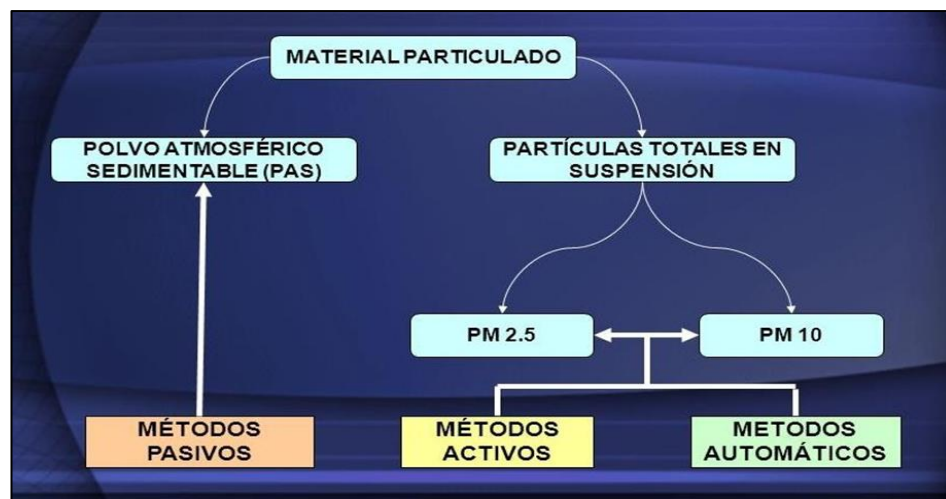 MATERIAL PARTICULADO
POLVO ATMOSFÉRICO
SEDIMENTABLE (PAS)
PARTÍCULAS TOTALES EN
SUSPENSIÓN
PM 2.5
PM 10
MÉTODOS
PASIVOS
MÉTODOS
ACTIVOS
METODOS
AUTOMÁTICOS